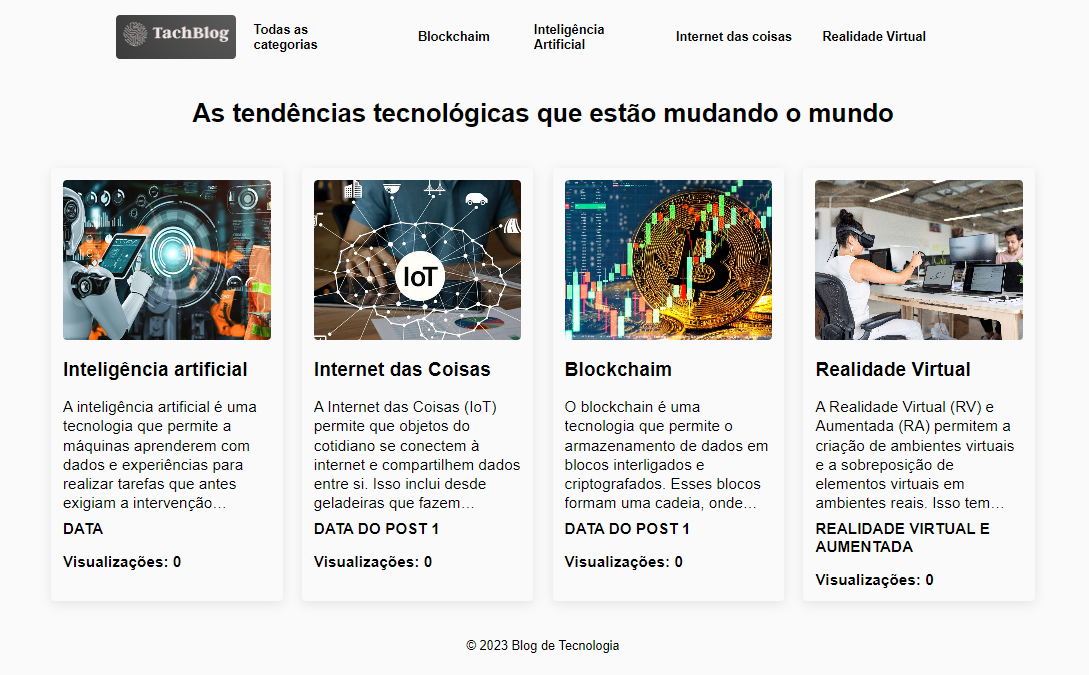 TachBlog
Todas as
categorias
Blockchain
Inteligência
Artificial
Internet das coisas
Realidade Virtual
As tendências tecnológicas que estão mudando o mundo
IoT
Inteligência artificial
A inteligência artificial é uma
tecnologia que permite a
máquinas aprenderem com
dados e experiências para
realizar tarefas que antes
exigiam a intervenção…
DATA
Visualizações: 0
Internet das Coisas
A Internet das Coisas (IoT)
permite que objetos do
cotidiano se conectem à
internet e compartilhem dados
entre si. Isso inclui desde
geladeiras que fazem…
DATA DO POST 1
Visualizações: 0
Blockchaim
O blockchain é uma
tecnologia que permite o
armazenamento de dados em
blocos interligados e
criptografados. Esses blocos
formam uma cadeia, onde…
DATA DO POST 1
Visualizações: 0
Realidade Virtual
A Realidade Virtual (RV) e
Aumentada (RA) permitem a
criação de ambientes virtuais
e a sobreposição de
elementos virtuais em
ambientes reais. Isso tem…
REALIDADE VIRTUAL E
AUMENTADA
Visualizações: 0
© 2023 Blog de Tecnologia